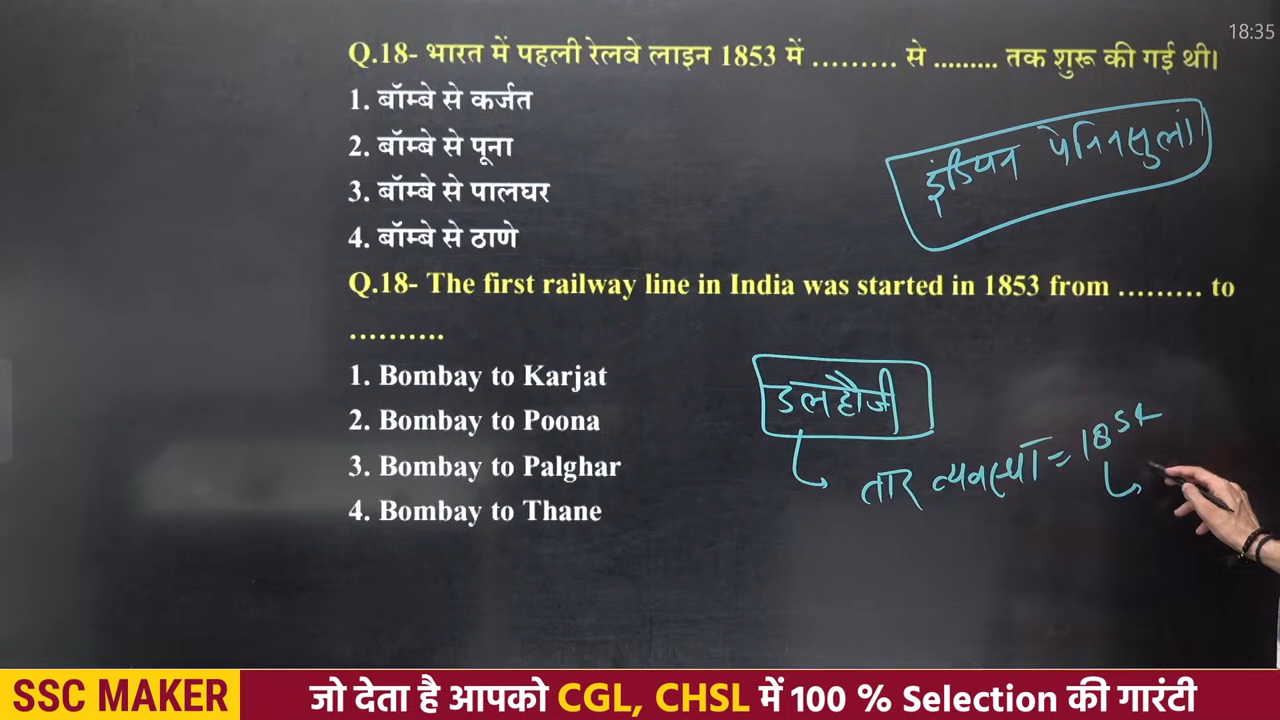 18:35
Q.18- भारत में पहली रेलवे लाइन 1853 में ……… से ......... तक शुरू की गई थी।
1. बॉम्बे से कर्जत
2. बॉम्बे से पूना
3. बॉम्बे से पालघर
4. बॉम्बे से ठाणे
इंडियन पेनिनसुला
Q.18- The first railway line in India was started in 1853 from ……… to
……….
1. Bombay to Karjat
2. Bombay to Poona
3. Bombay to Palghar
4. Bombay to Thane
डलहौजी
तार व्यवस्था = 1854
SSC MAKER
जो देता है आपको CGL, CHSL में 100 % Selection की गारंटी